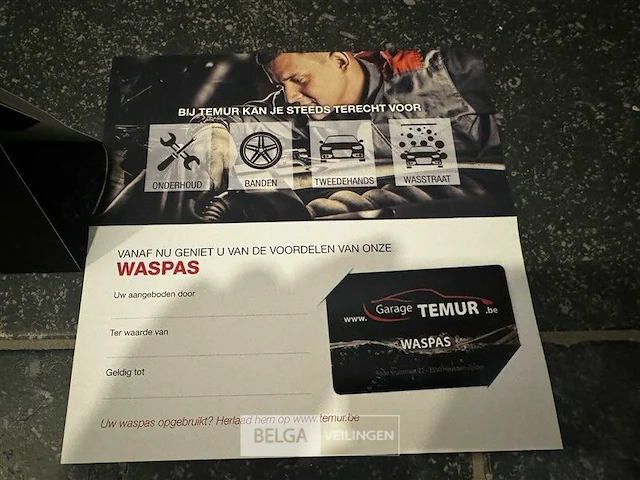 BIJ TEMUR KAN JE STEEDS TERECHT VOOR
ONDERHOUD
BANDEN
TWEEDEHANDS
WASSTRAAT
VANAF NU GENIET U VAN DE VOORDELEN VAN ONZE
WASPAS
Uw aangeboden door
Ter waarde van
Geldig tot
www. Garage TEMUR .be
WASPAS
Uw waspas opgebruikt? Herlaad hem op www.temur.be
BELGA VEILINGEN